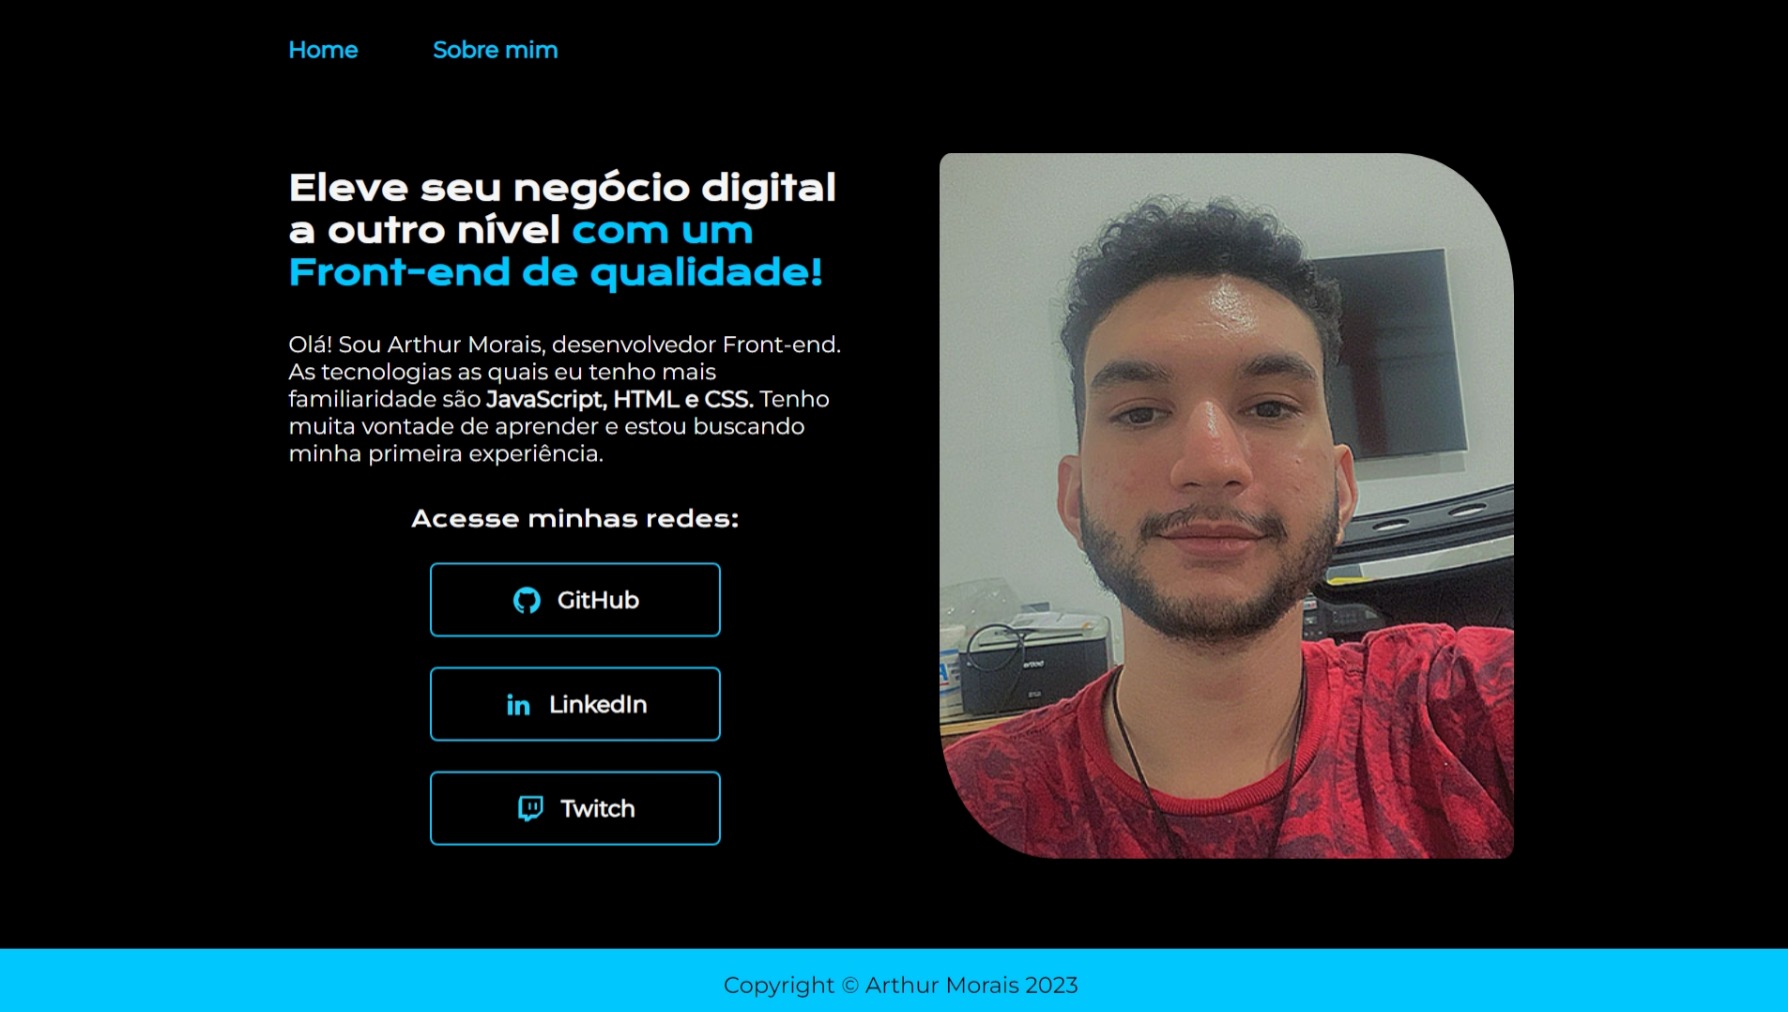 Home Sobre mim
Eleve seu negócio digital
a outro nível com um
Front-end de qualidade!
Olá! Sou Arthur Morais, desenvolvedor Front-end.
As tecnologias as quais eu tenho mais
familiaridade são JavaScript, HTML e CSS. Tenho
muita vontade de aprender e estou buscando
minha primeira experiência.
Acesse minhas redes:
GitHub
LinkedIn
Twitch
Copyright © Arthur Morais 2023